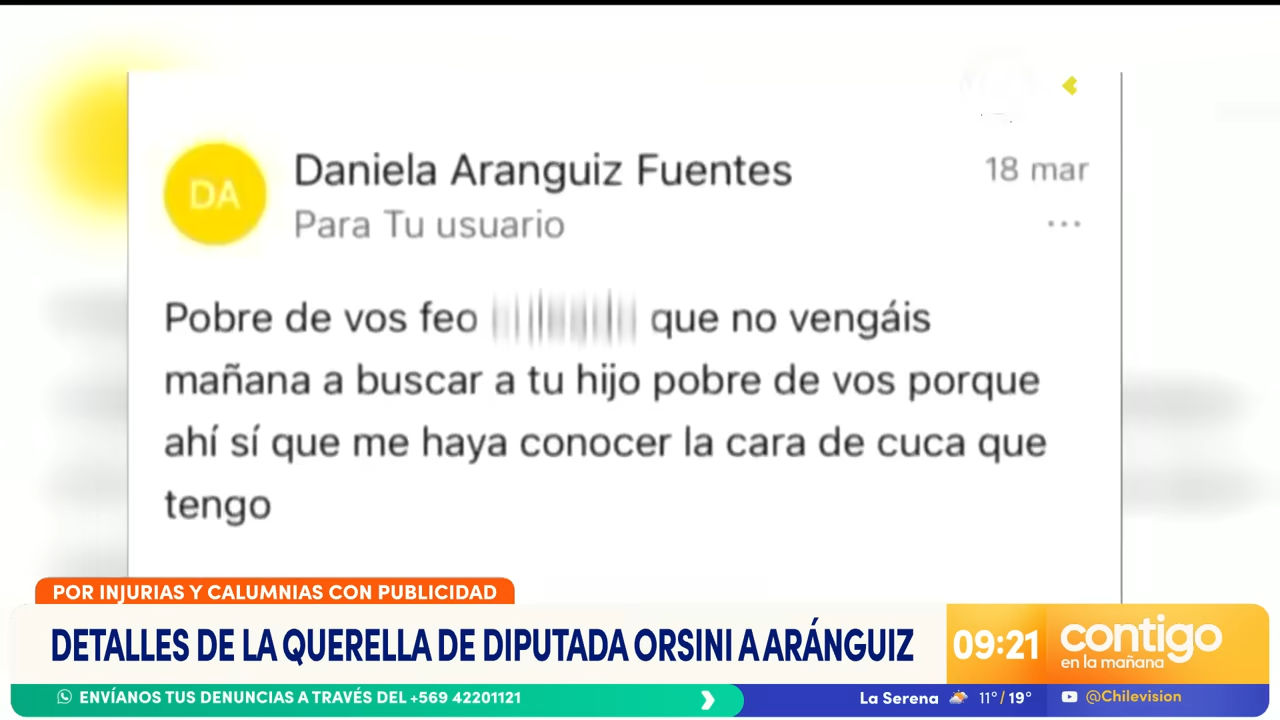 DA
Daniela Aranguiz Fuentes
18 mar
Para Tu usuario
...
Pobre de vos feo que no vengáis
mañana a buscar a tu hijo pobre de vos porque
ahí sí que me haya conocer la cara de cuca que
tengo
POR INJURIAS Y CALUMNIAS CON PUBLICIDAD
DETALLES DE LA QUERELLA DE DIPUTADA ORSINI A ARÁNGUIZ
09:21
contigo
en la mañana
ENVÍANOS TUS DENUNCIAS A TRAVÉS DEL +569 42201121
La Serena 11°/19°
@Chilevision